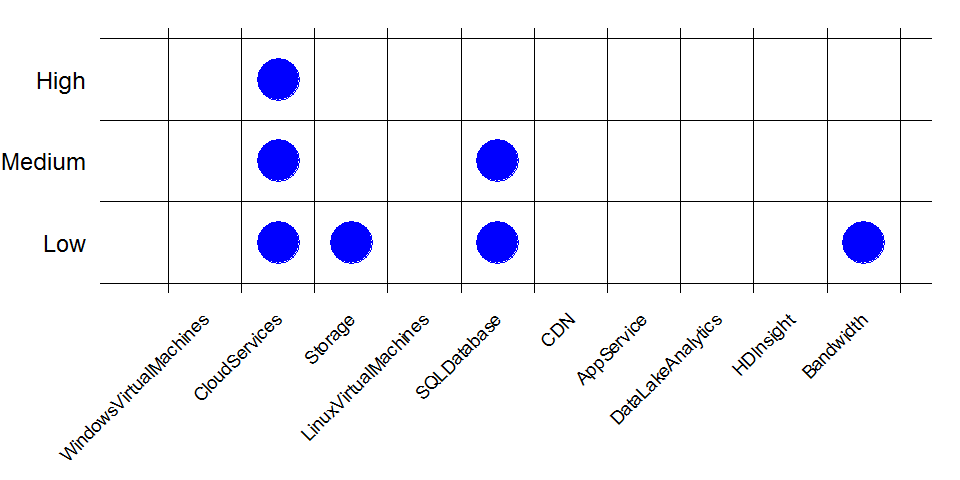 High
Medium
Low
WindowsVirtualMachines
CloudServices
Storage
LinuxVirtualMachines
SQLDatabase
CDN
AppService
DataLakeAnalytics
HDInsight
Bandwidth